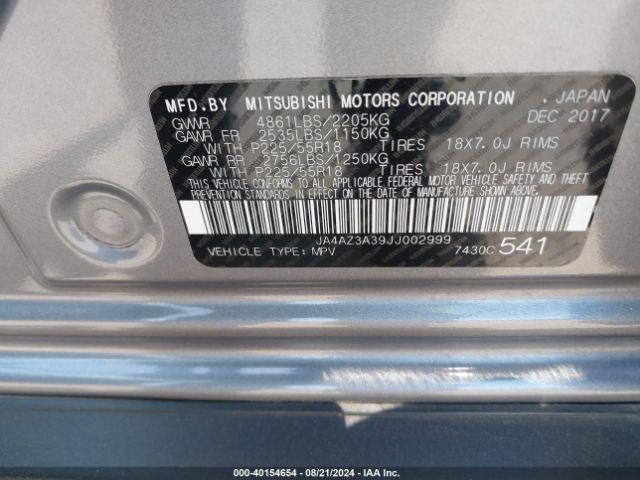 MFD.BY MITSUBISHI MOTORS CORPORATION . JAPAN
GVWR 4861LBS/2205KG DEC 2017
GAWR FR 2535LBS/1150KG
WITH P225/55R18 TIRES 18X7.0J RIMS
GAWR RR 2756LBS/1250KG
WITH P225/55R18 TIRES 18X7.0J RIMS
THIS VEHICLE CONFORMS TO ALL APPLICABLE FEDERAL MOTOR VEHICLE SAFETY AND THEFT
PREVENTION STANDARDS IN EFFECT ON THE DATE OF MANUFACTURE SHOWN ABOVE.
JA4AZ3A39JJ002999
VEHICLE TYPE: MPV 7430C 541
000-40154654 - 08/21/2024 - IAA Inc.